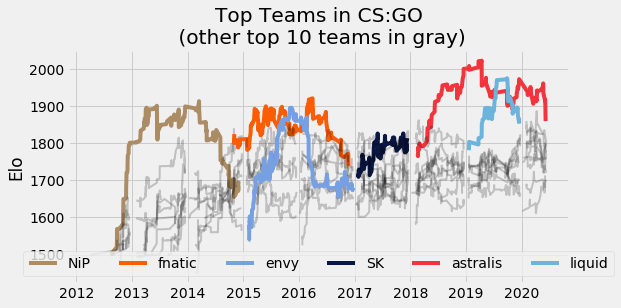 Top Teams in CS:GO
(other top 10 teams in gray)
2000
1900
1800
1700
1600
1500
Elo
NiP fnatic envy SK astralis liquid
2012 2013 2014 2015 2016 2017 2018 2019 2020